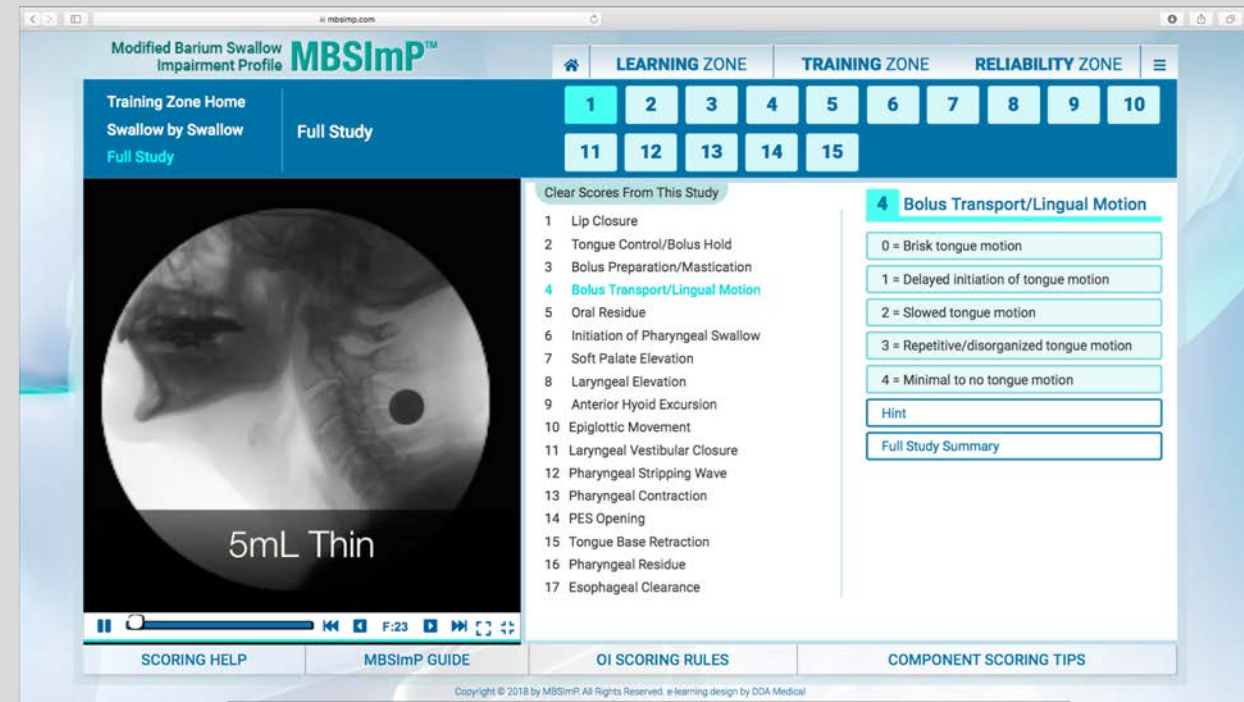 mbsimp.com
Modified Barium Swallow
Impairment Profile
MBSImP™
LEARNING ZONE
TRAINING ZONE
RELIABILITY ZONE
Training Zone Home
Swallow by Swallow
Full Study
Full Study
1 2 3 4 5 6 7 8 9 10
11 12 13 14 15
5mL Thin
F:23
Clear Scores From This Study
1 Lip Closure
2 Tongue Control/Bolus Hold
3 Bolus Preparation/Mastication
4 Bolus Transport/Lingual Motion
5 Oral Residue
6 Initiation of Pharyngeal Swallow
7 Soft Palate Elevation
8 Laryngeal Elevation
9 Anterior Hyoid Excursion
10 Epiglottic Movement
11 Laryngeal Vestibular Closure
12 Pharyngeal Stripping Wave
13 Pharyngeal Contraction
14 PES Opening
15 Tongue Base Retraction
16 Pharyngeal Residue
17 Esophageal Clearance
4 Bolus Transport/Lingual Motion
0 = Brisk tongue motion
1 = Delayed initiation of tongue motion
2 = Slowed tongue motion
3 = Repetitive/disorganized tongue motion
4 = Minimal to no tongue motion
Hint
Full Study Summary
SCORING HELP
MBSImP GUIDE
OI SCORING RULES
COMPONENT SCORING TIPS
Copyright © 2018 by MBSImP. All Rights Reserved. e-learning design by DDA Medical